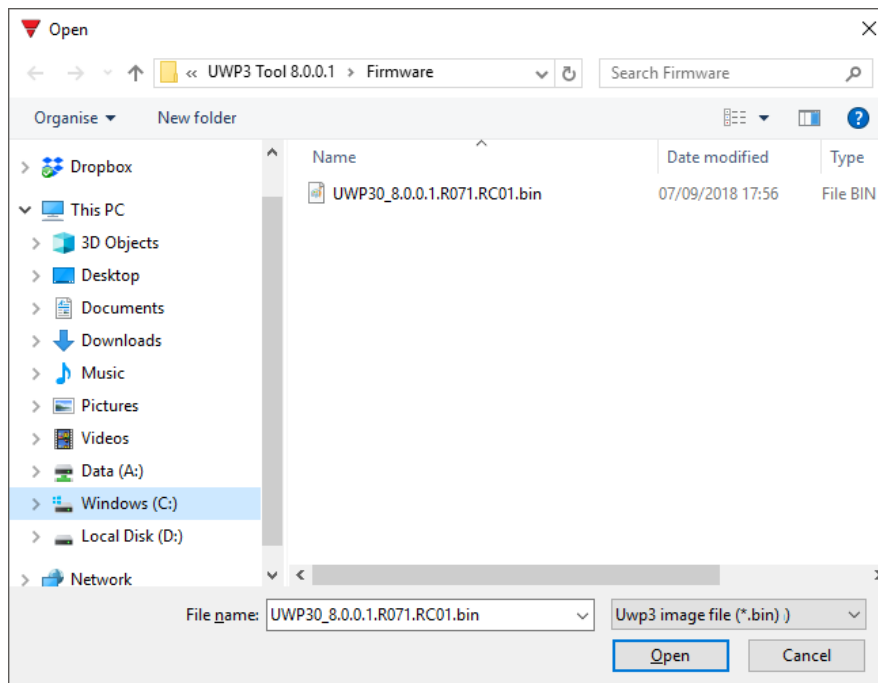 Open
« UWP3 Tool 8.0.0.1 > Firmware
Search Firmware
Organise
New folder
?
Name
Date modified
Type
Dropbox
This PC
3D Objects
Desktop
Documents
Downloads
Music
Pictures
Videos
Data (A:)
Windows (C:)
Local Disk (D:)
Network
UWP30_8.0.0.1.R071.RC01.bin
07/09/2018 17:56
File BIN
File name:
UWP30_8.0.0.1.R071.RC01.bin
Uwp3 image file (*.bin) )
Open
Cancel